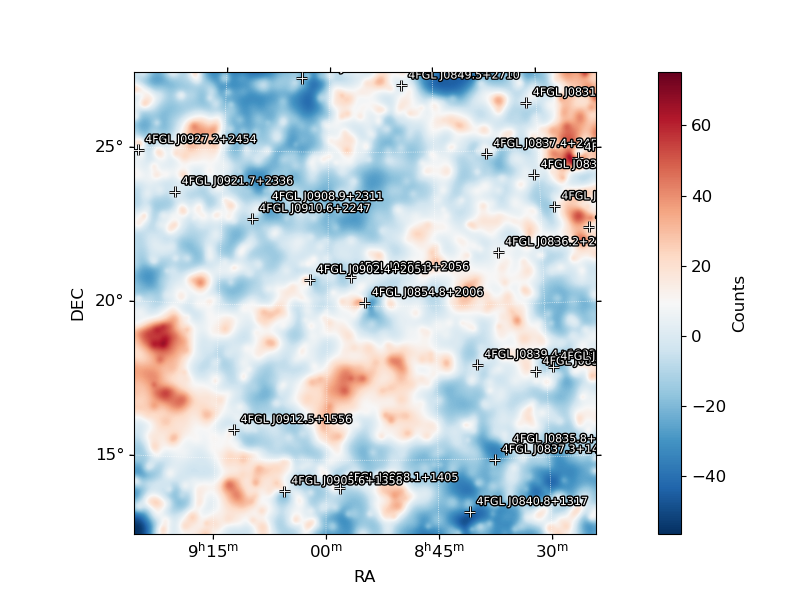 4FGL J0849.5+2710
4FGL J0831
4FGL J0927.2+2454
4FGL J0837.4+24
4FGL J083
4FGL J0921.7+2336
4FGL J0908.9+2311
4FGL J0910.6+2247
4FGL J
4FGL J0836.2+2
4FGL J0902.4+2051
2056
4FGL J0854.8+2006
4FGL J0839.4
4FGL J0912.5+1556
4FGL J0835.8+
4FGL J0837.3+14
4FGL J0905.6+1358
1405
4FGL J0840.8+1317
25°
20°
15°
DEC
9h15m 00m 8h45m 30m
RA
60
40
20
0
−20
−40
Counts